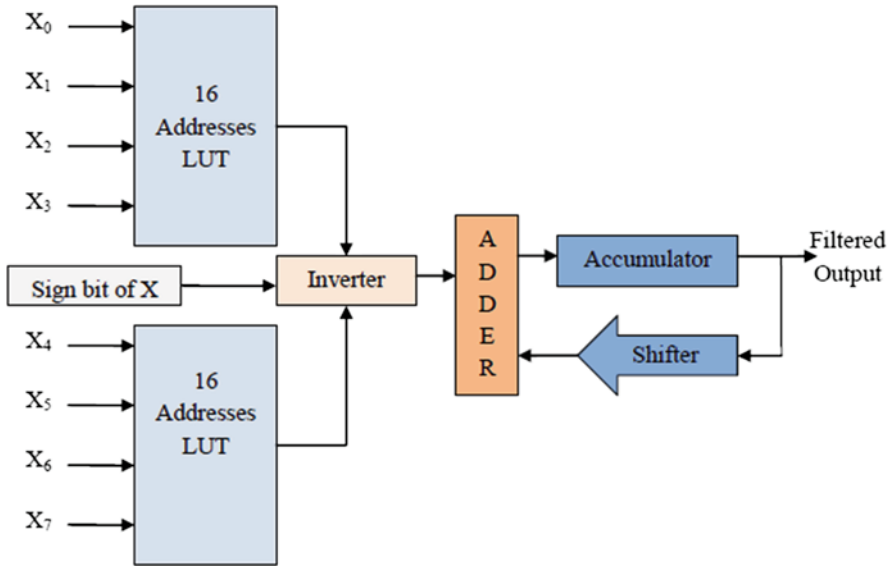 X₀
X₁
X₂
X₃
16
Addresses
LUT
Sign bit of X
Inverter
A
D
D
E
R
Accumulator
Shifter
Filtered
Output
X₄
X₅
X₆
X₇
16
Addresses
LUT